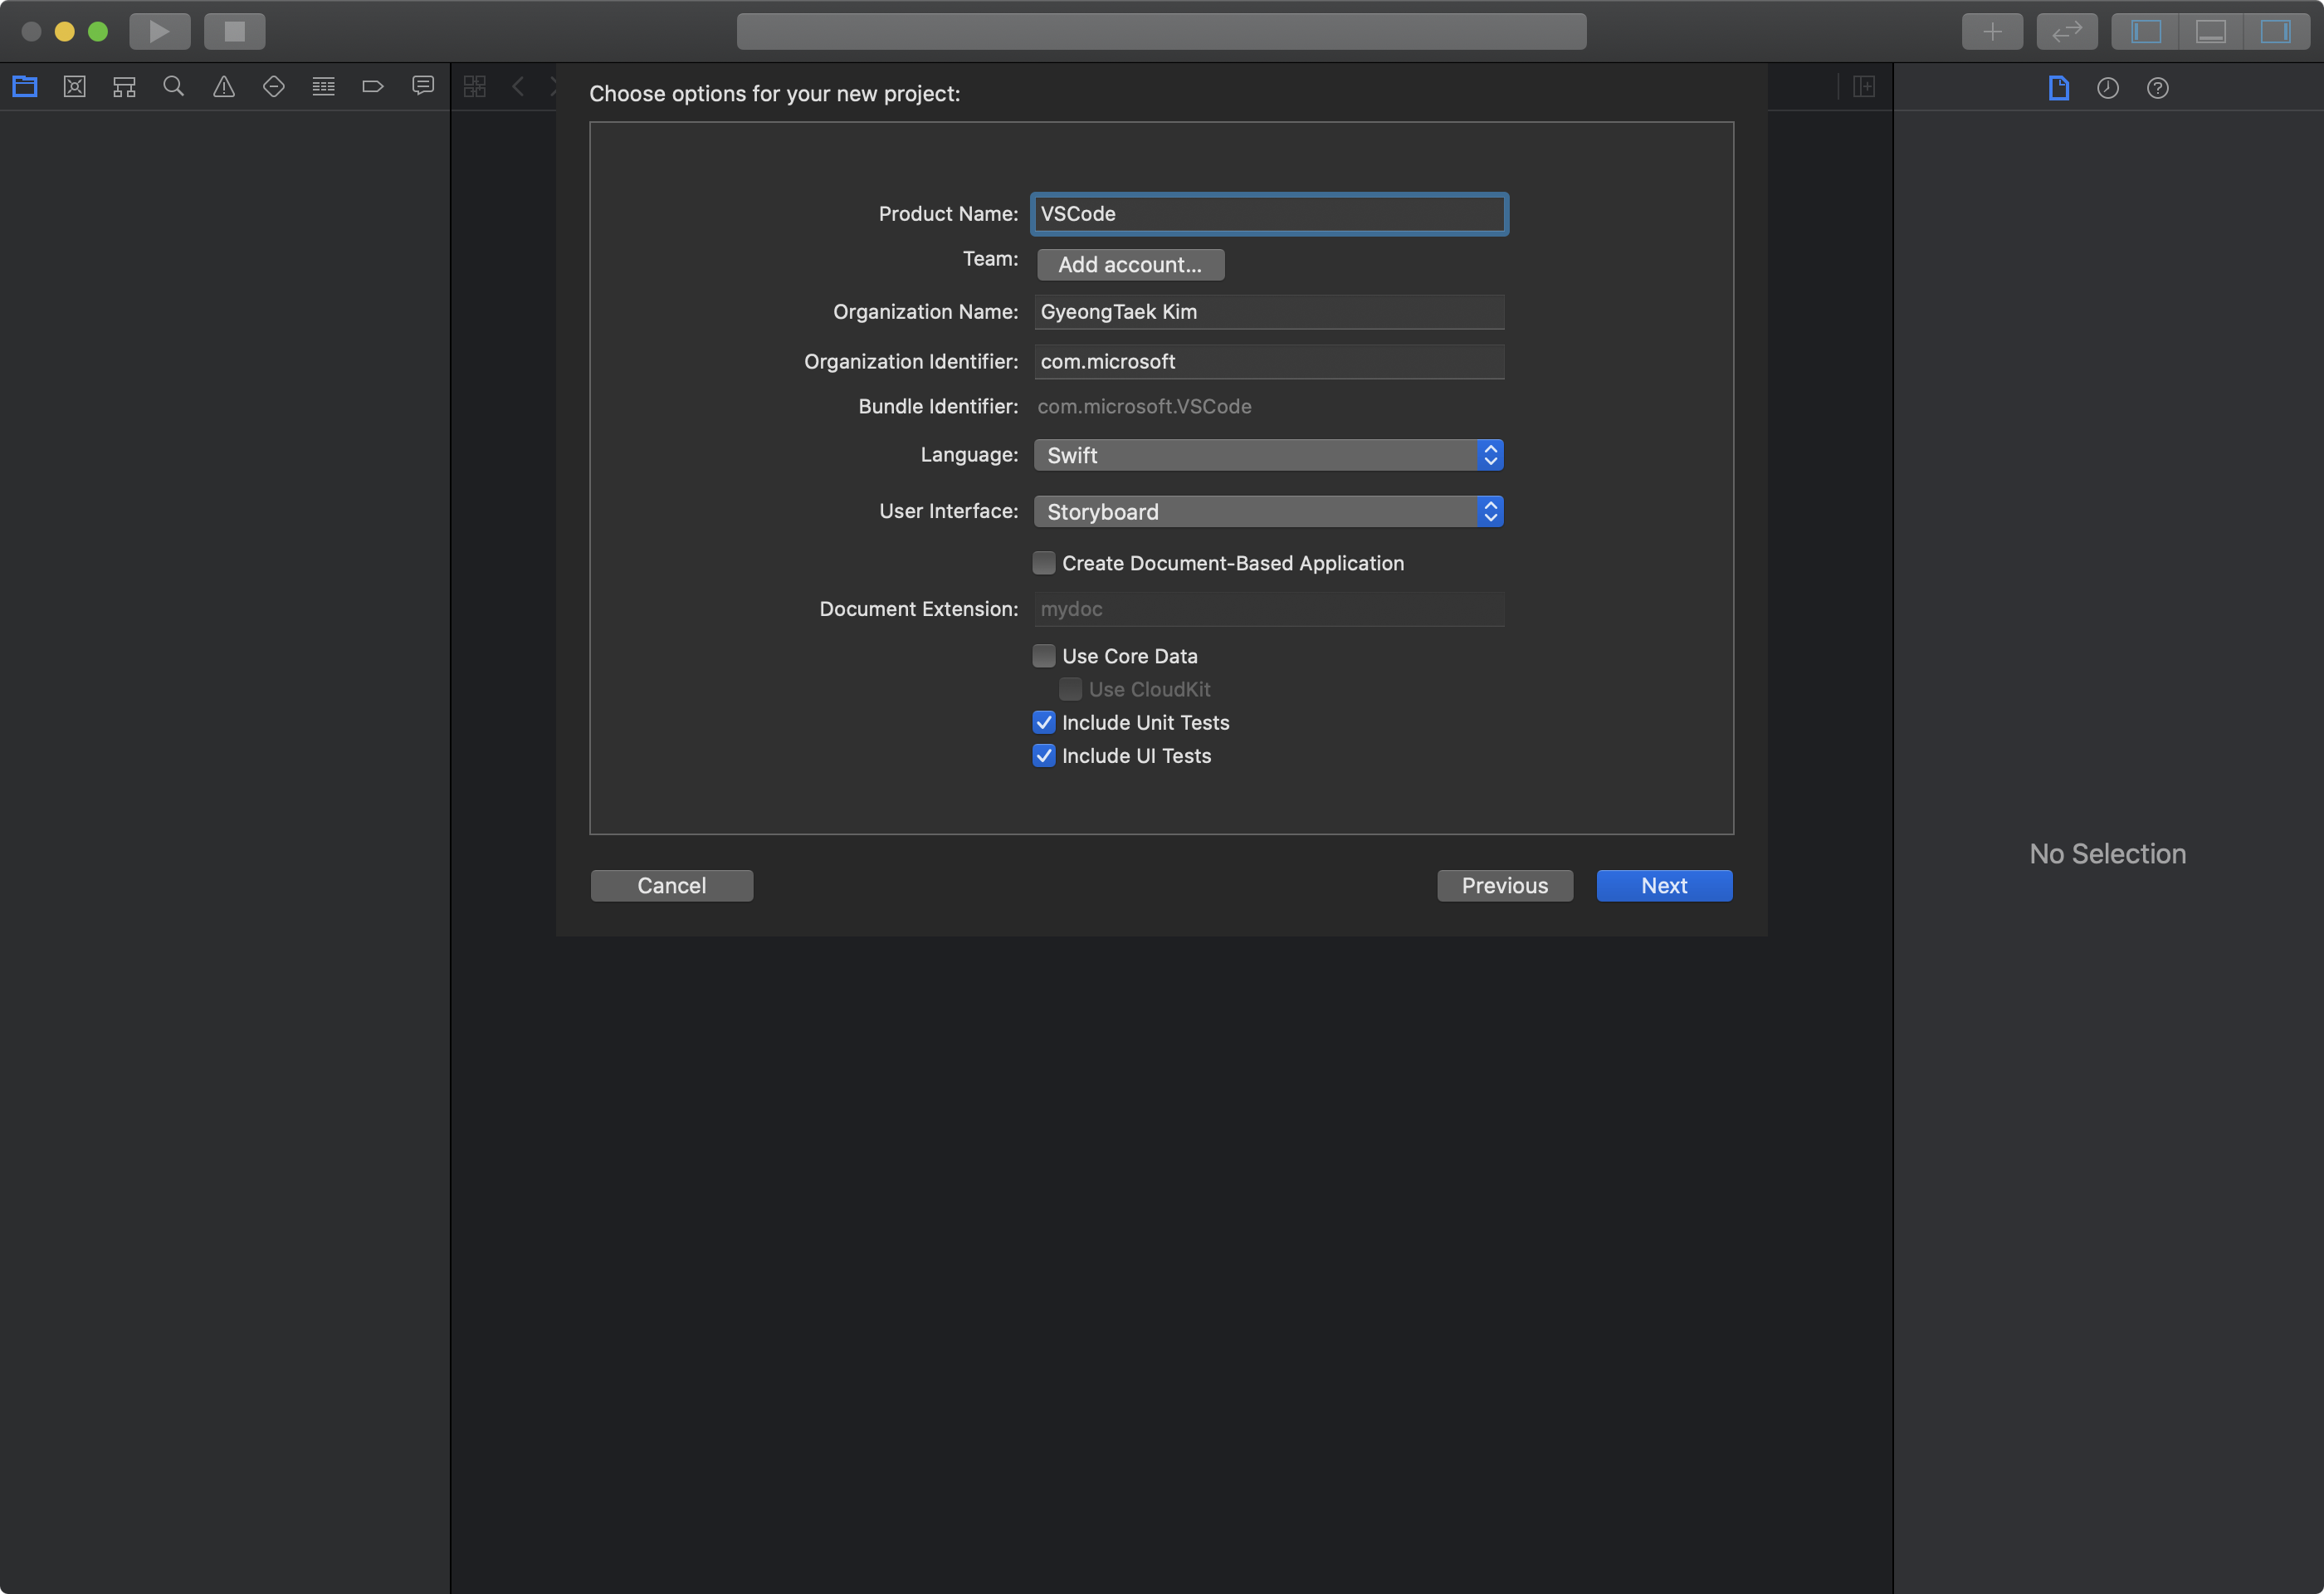 Choose options for your new project:
Product Name: VSCode
Team: Add account...
Organization Name: GyeongTaek Kim
Organization Identifier: com.microsoft
Bundle Identifier: com.microsoft.VSCode
Language: Swift
User Interface: Storyboard
Create Document-Based Application
Document Extension: mydoc
Use Core Data
Use CloudKit
Include Unit Tests
Include UI Tests
Cancel
Previous
Next
No Selection